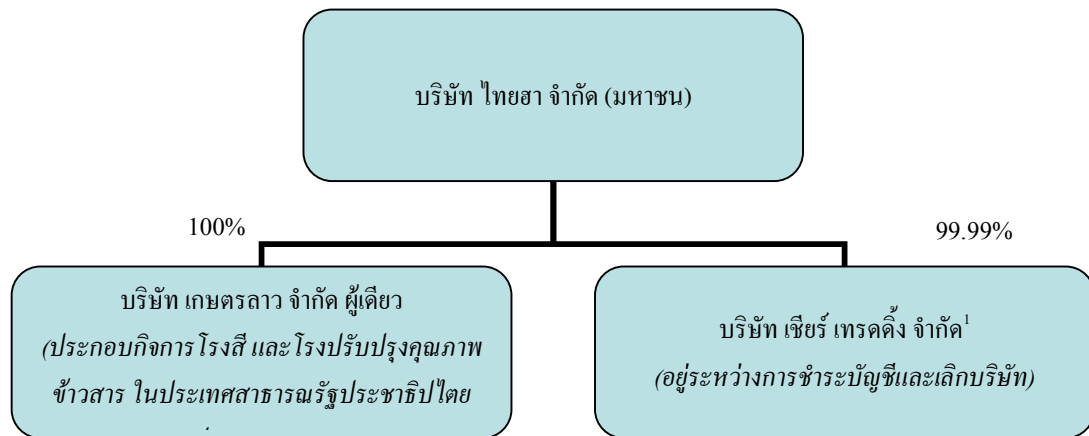 บริษัท ไทยฮา จำกัด (มหาชน)
100%
99.99%
บริษัท เกษตรลาว จำกัด ผู้เดียว
(ประกอบกิจการโรงสี และโรงปรับปรุงคุณภาพ
ข้าวสาร ในประเทศสาธารณรัฐประชาธิปไตย
บริษัท เชียร์ เทรดดิ้ง จำกัด1
(อยู่ระหว่างการชำระบัญชีและเลิกบริษัท)